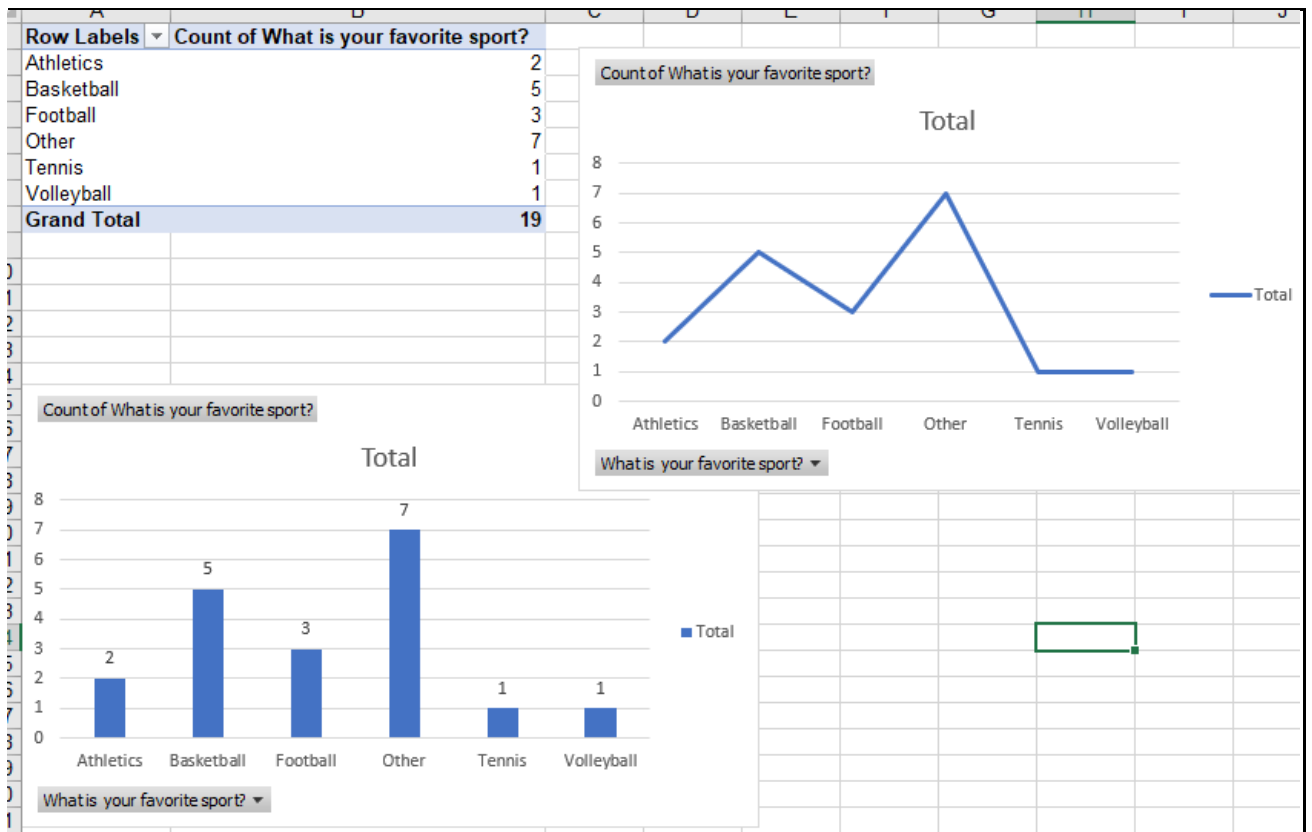 Row Labels Count of What is your favorite sport?
Athletics 2
Basketball 5
Football 3
Other 7
Tennis 1
Volleyball 1
Grand Total 19
Count of What is your favorite sport?
Total
8
7
6
5
4
3
2
1
0
Athletics Basketball Football Other Tennis Volleyball
Total
What is your favorite sport?
Count of What is your favorite sport?
Total
8
7
6
5
4
3
2
1
0
2
5
3
7
1
1
Athletics Basketball Football Other Tennis Volleyball
Total
What is your favorite sport?